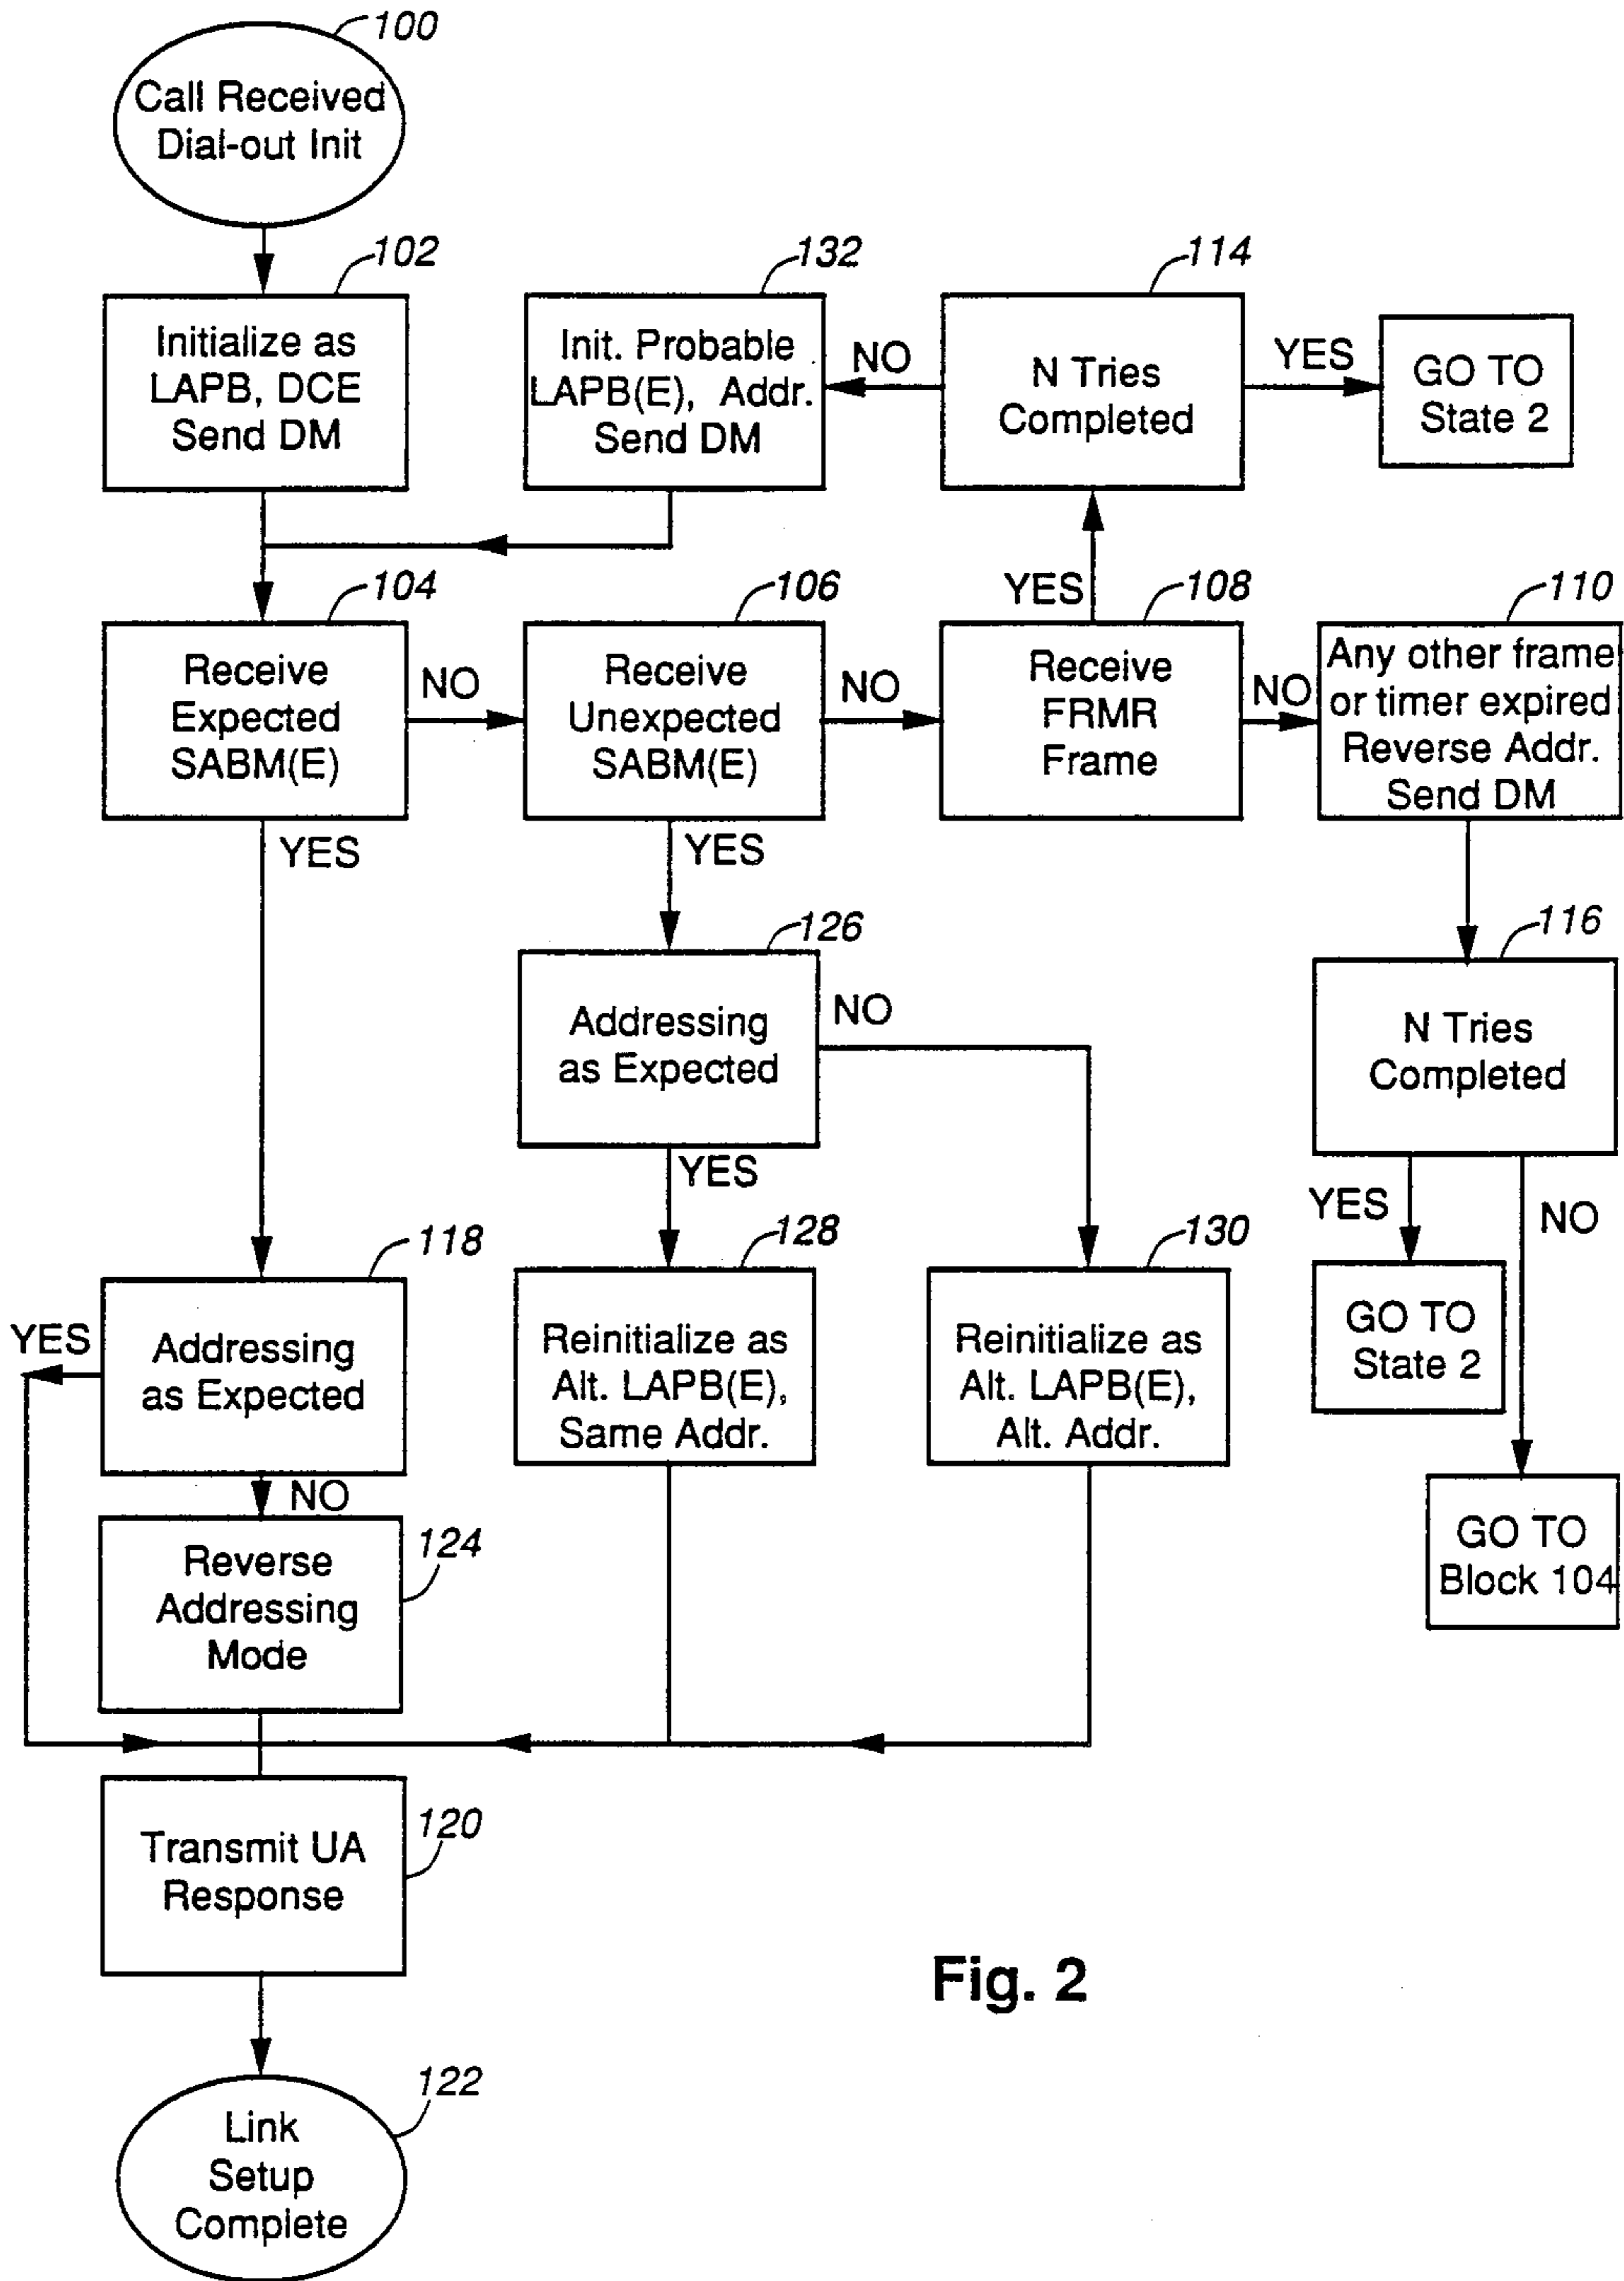 100
Call Received
Dial-out Init
102
Initialize as
LAPB, DCE
Send DM
132
Init. Probable
LAPB(E), Addr.
Send DM
NO
114
N Tries
Completed
YES
GO TO
State 2
104
Receive
Expected
SABM(E)
NO
106
Receive
Unexpected
SABM(E)
NO
YES
108
Receive
FRMR
Frame
NO
110
Any other frame
or timer expired
Reverse Addr.
Send DM
YES
YES
126
Addressing
as Expected
NO
116
N Tries
Completed
YES
YES
NO
118
YES
Addressing
as Expected
128
Reinitialize as
Alt. LAPB(E),
Same Addr.
130
Reinitialize as
Alt. LAPB(E),
Alt. Addr.
GO TO
State 2
NO
124
Reverse
Addressing
Mode
GO TO
Block 104
120
Transmit UA
Response
Fig. 2
122
Link
Setup
Complete